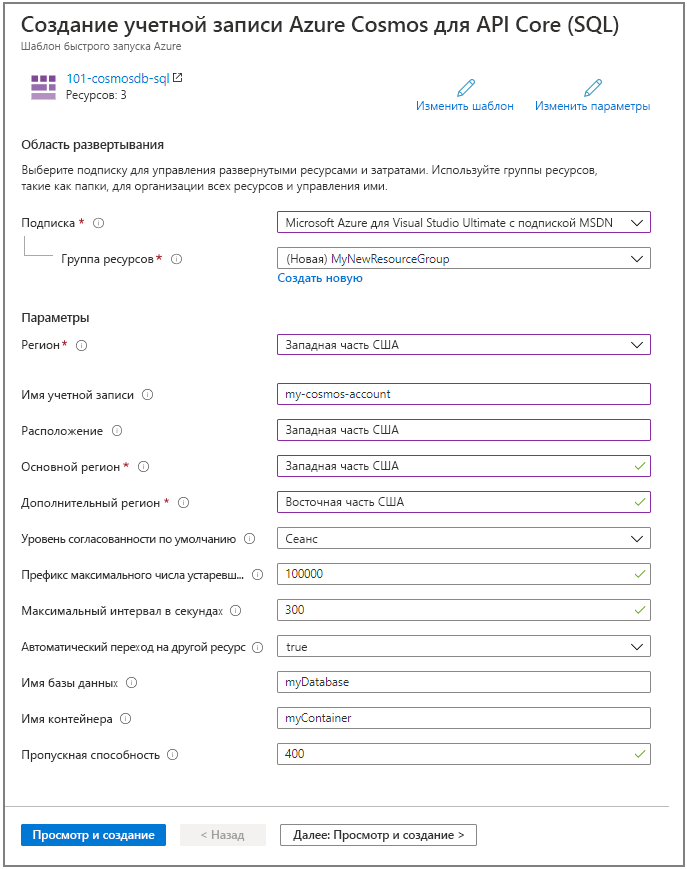 Создание учетной записи Azure Cosmos для API Core (SQL)
Шаблон быстрого запуска Azure
101-cosmosdb-sql
Ресурсов: 3
Изменить шаблон
Изменить параметры
Область развертывания
Выберите подписку для управления развернутыми ресурсами и затратами. Используйте группы ресурсов,
такие как папки, для организации всех ресурсов и управления ими.
Подписка * Microsoft Azure для Visual Studio Ultimate с подпиской MSDN
Группа ресурсов * (Новая) MyNewResourceGroup
Создать новую
Параметры
Регион * Западная часть США
Имя учетной записи my-cosmos-account
Расположение Западная часть США
Основной регион * Западная часть США
Дополнительный регион * Восточная часть США
Уровень согласованности по умолчанию Сеанс
Префикс максимального числа устаревш... 100000
Максимальный интервал в секундах 300
Автоматический переход на другой ресурс true
Имя базы данных myDatabase
Имя контейнера myContainer
Пропускная способность 400
Просмотр и создание < Назад Далее: Просмотр и создание >